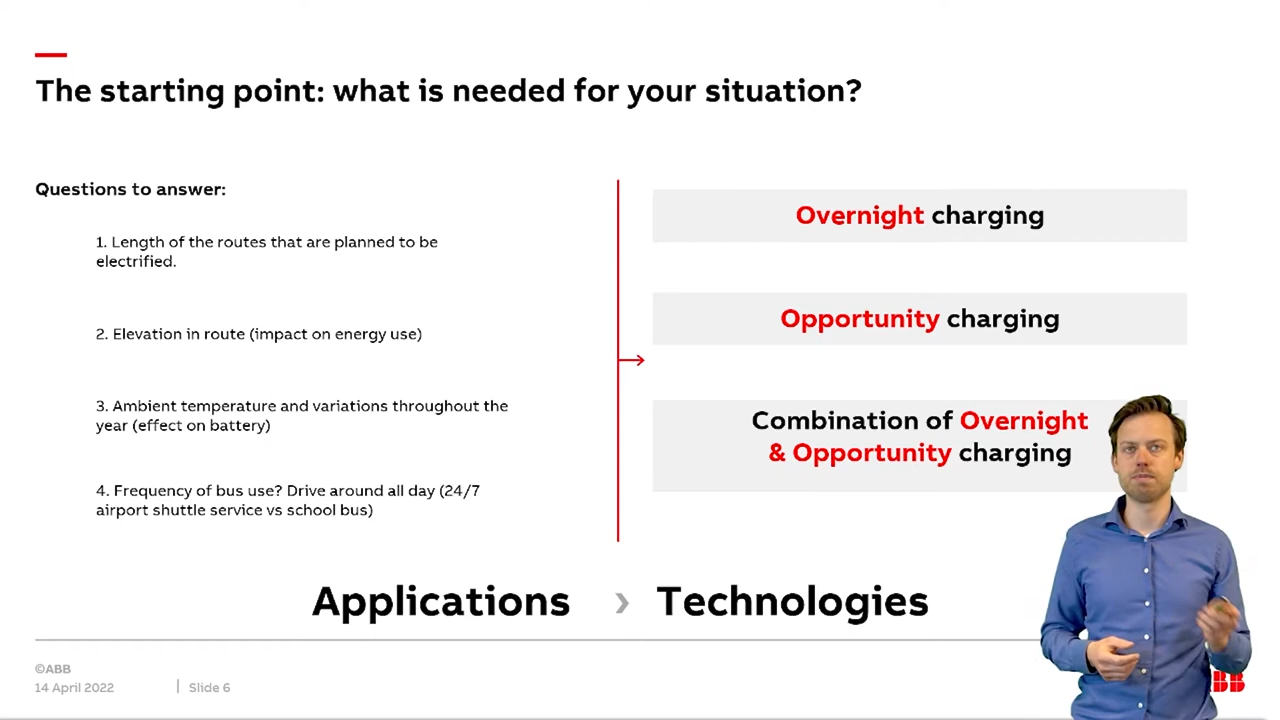 The starting point: what is needed for your situation?
Questions to answer:
1. Length of the routes that are planned to be
electrified.
2. Elevation in route (impact on energy use)
3. Ambient temperature and variations throughout the
year (effect on battery)
4. Frequency of bus use? Drive around all day (24/7
airport shuttle service vs school bus)
Overnight charging
Opportunity charging
Combination of Overnight
& Opportunity charging
Applications › Technologies
©ABB
14 April 2022 | Slide 6
BB